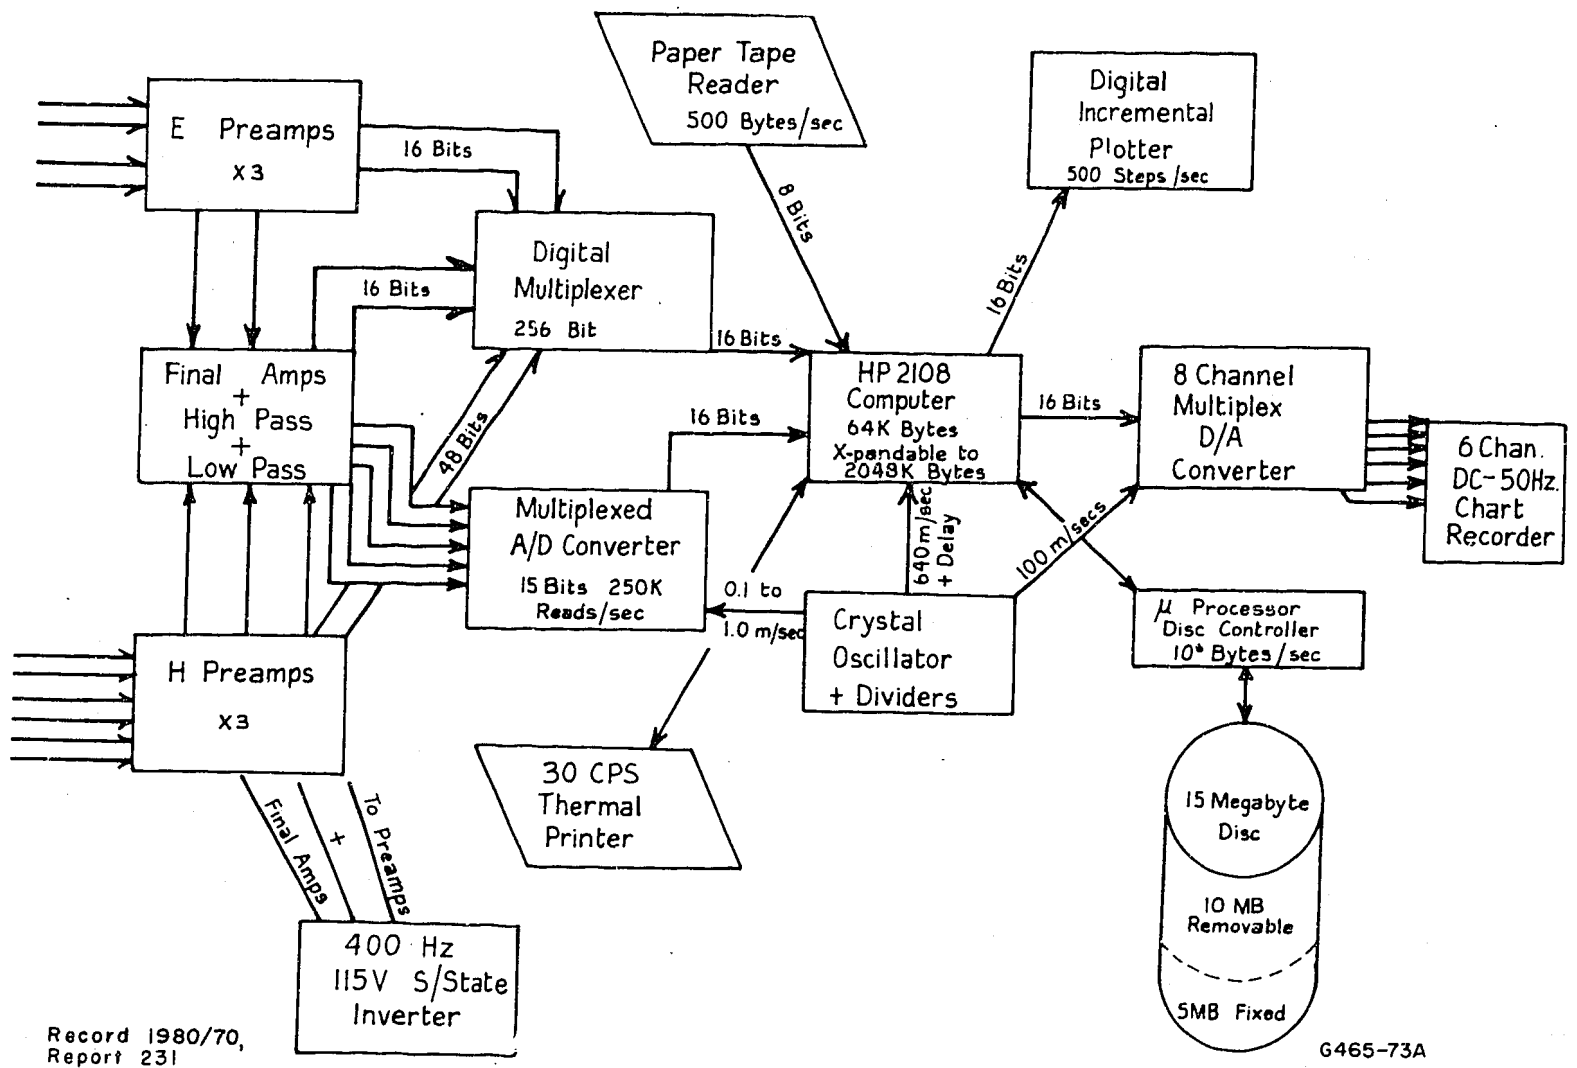 Paper Tape
Reader
500 Bytes/sec
Digital
Incremental
Plotter
500 Steps/sec
E Preamps
X3
16 Bits
8 Bits
Digital
Multiplexer
256 Bit
16 Bits
16 Bits
16 Bits
Final Amps
+
High Pass
+
Low Pass
48 Bits
16 Bits
HP 2108
Computer
64K Bytes
X-pandable to
2048K Bytes
16 Bits
8 Channel
Multiplex
D/A
Converter
6 Chan.
DC-50Hz.
Chart
Recorder
Multiplexed
A/D Converter
15 Bits 250K
Reads/sec
0.1 to
1.0 m/sec
640m/sec
+ Delay
100 m/secs
Crystal
Oscillator
+ Dividers
μ Processor
Disc Controller
Bytes/sec
H Preamps
X3
30 CPS
Thermal
Printer
15 Megabyte
Disc
10 MB
Removable
5MB Fixed
Final Amps
+
To Preamps
400 Hz
115V S/State
Inverter
Record 1980/70,
Report 231
G465-73A